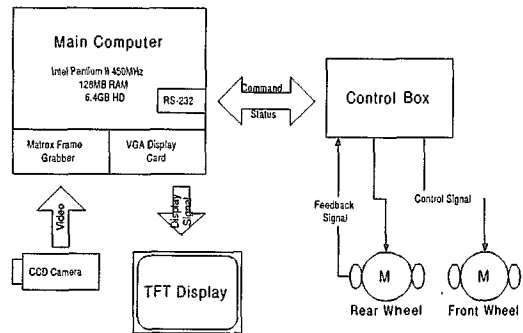 Main Computer
Intel Pentium II 450MHz
128MB RAM
6.4GB HD
RS-232
Matrox Frame
Grabber
VGA Display
Card
Command
Status
Control Box
Video
Display
Signal
Feedback
Signal
Control Signal
CCD Camera
TFT Display
M
Rear Wheel
M
Front Wheel